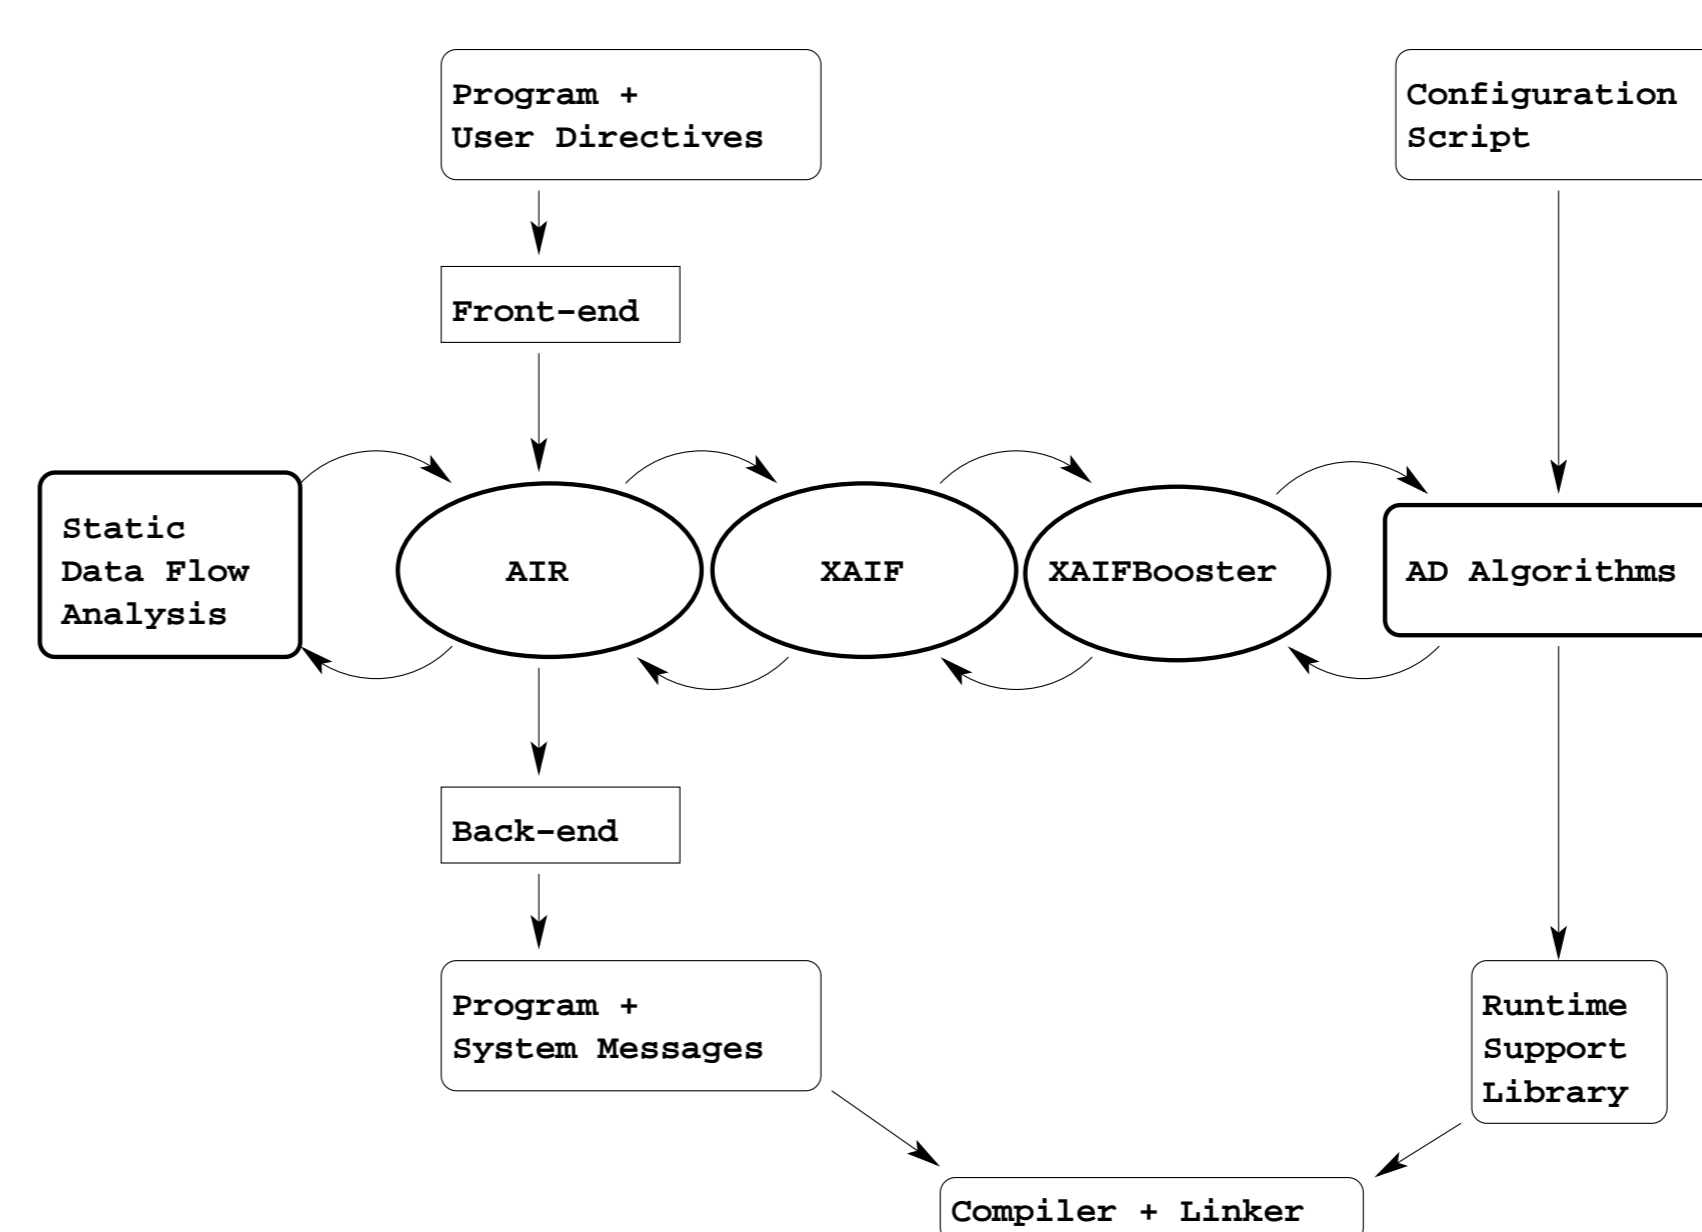 Program +
User Directives
Configuration
Script
Front-end
Static
Data Flow
Analysis
AIR
XAIF
XAIFBooster
AD Algorithms
Back-end
Program +
System Messages
Runtime
Support
Library
Compiler + Linker